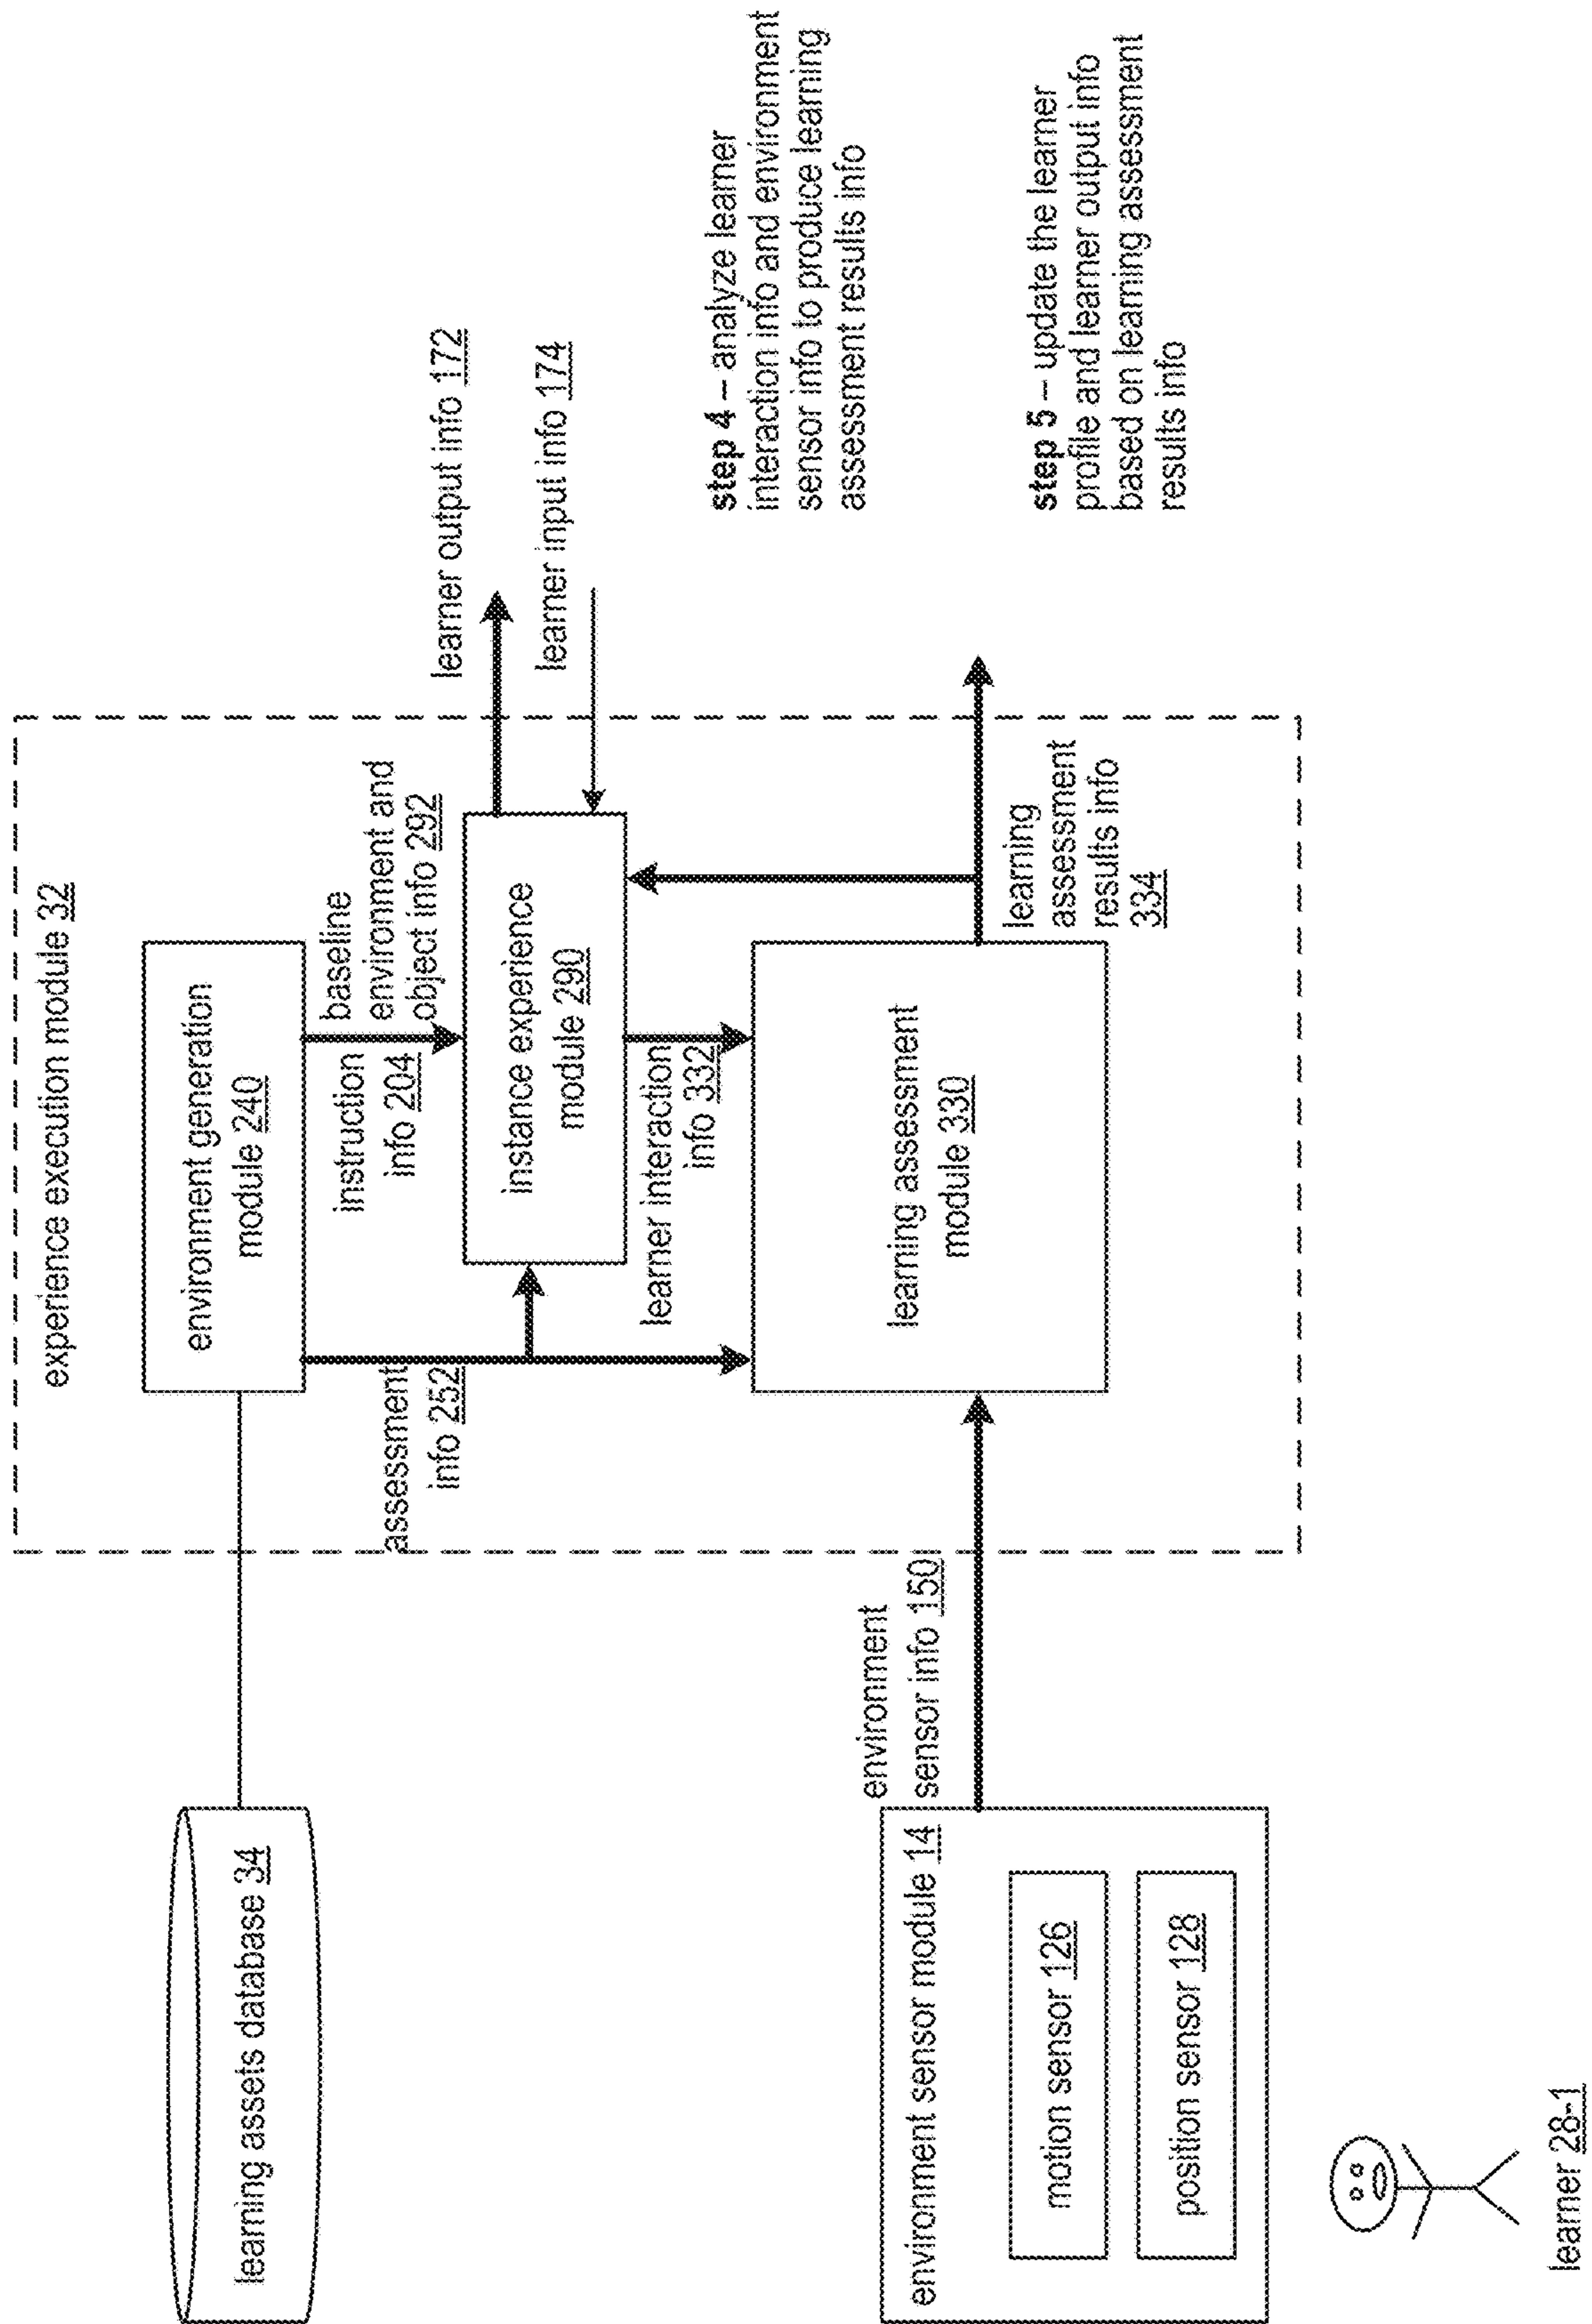 experience execution module 32
learning assets database 34
environment generation
module 240
assessment
info 252
instruction
info 204
baseline
environment and
object info 292
instance experience
module 290
learner output info 172
learner input info 174
learner interaction
info 332
learning assessment
module 330
learning
assessment
results info
334
environment
sensor info 150
environment sensor module 14
motion sensor 126
position sensor 128
learner 28-1
step 4 – analyze learner
interaction info and environment
sensor info to produce learning
assessment results info
step 5 – update the learner
profile and learner output info
based on learning assessment
results info